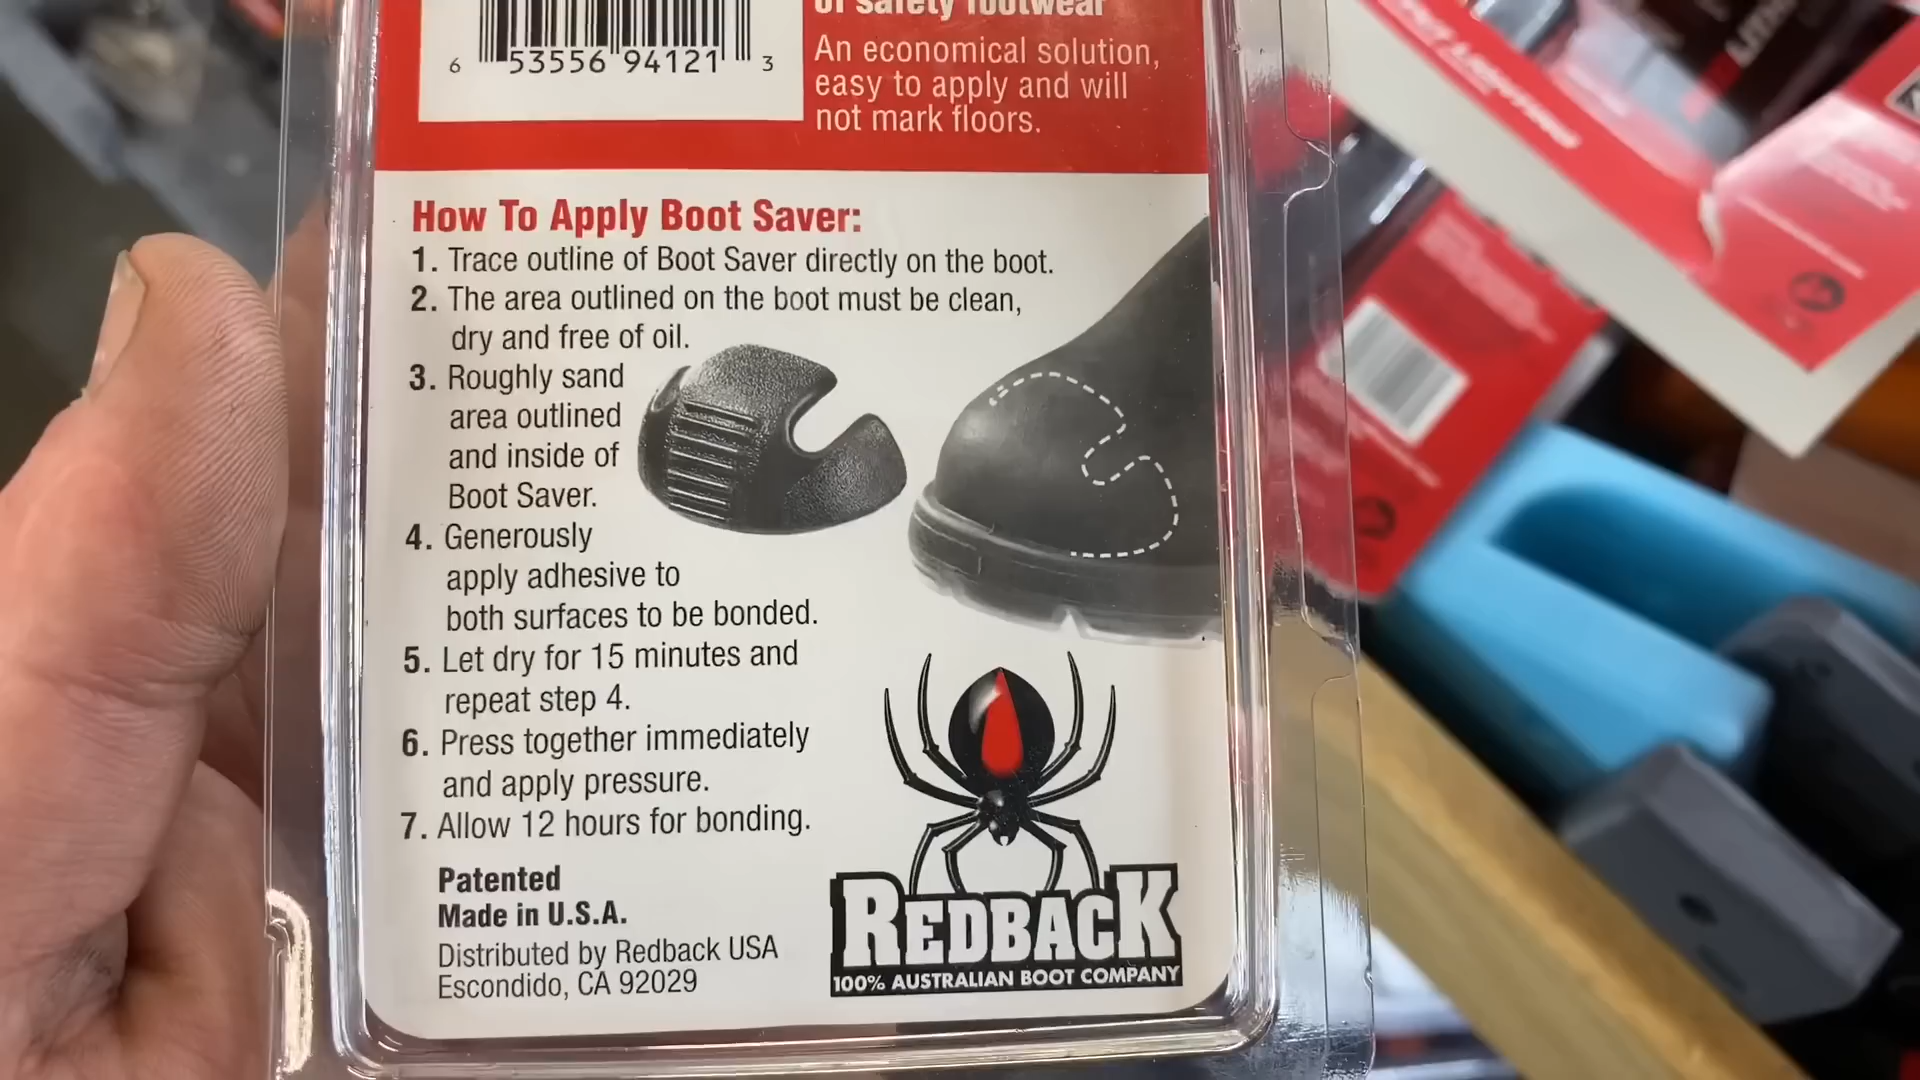 of safety footwear
An economical solution,
easy to apply and will
not mark floors.
6 53556 94121 3
How To Apply Boot Saver:
1. Trace outline of Boot Saver directly on the boot.
2. The area outlined on the boot must be clean,
dry and free of oil.
3. Roughly sand
area outlined
and inside of
Boot Saver.
4. Generously
apply adhesive to
both surfaces to be bonded.
5. Let dry for 15 minutes and
repeat step 4.
6. Press together immediately
and apply pressure.
7. Allow 12 hours for bonding.
Patented
Made in U.S.A.
Distributed by Redback USA
Escondido, CA 92029
REDBACK
100% AUSTRALIAN BOOT COMPANY